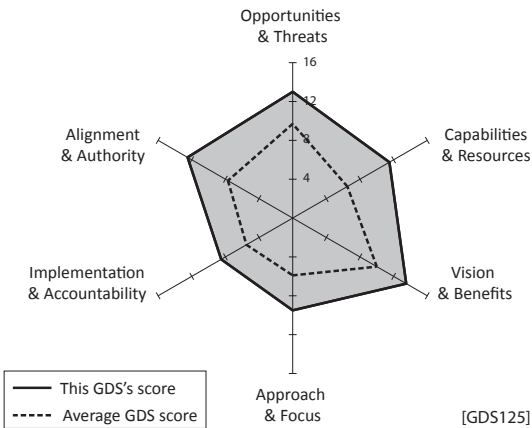 Opportunities
& Threats
16
12
8
4
Alignment
& Authority
Capabilities
& Resources
Implementation
& Accountability
Vision
& Benefits
Approach
& Focus
This GDS's score
Average GDS score
[GDS125]